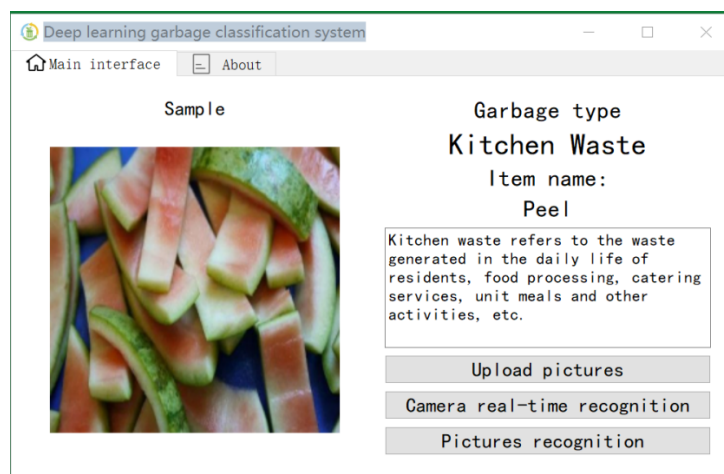 Deep learning garbage classification system
Main interface
About
Sample
Garbage type
Kitchen Waste
Item name:
Peel
Kitchen waste refers to the waste
generated in the daily life of
residents, food processing, catering
services, unit meals and other
activities, etc.
Upload pictures
Camera real-time recognition
Pictures recognition